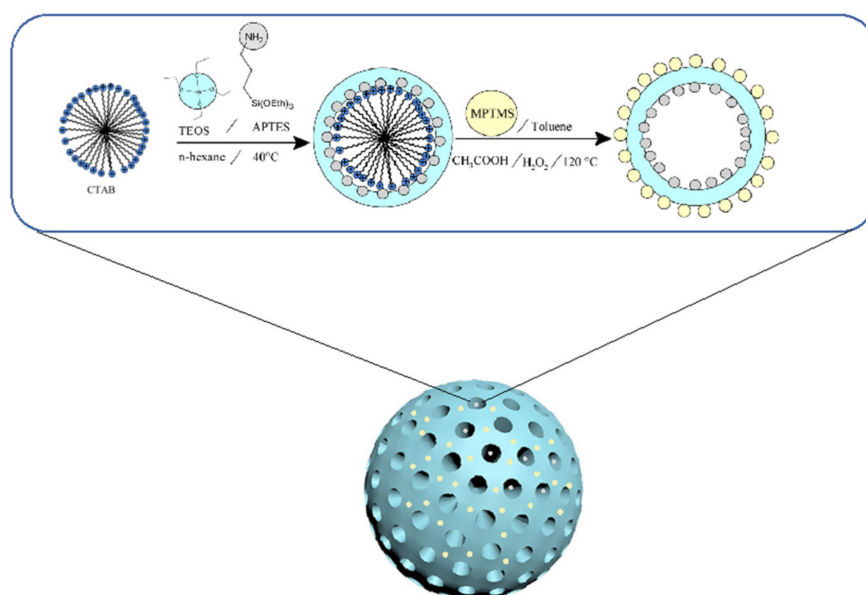 CTAB
NH₂
Si(OEth)₃
TEOS / APTES
n-hexane / 40°C
MPTMS / Toluene
CH₃COOH / H₂O₂ / 120 °C